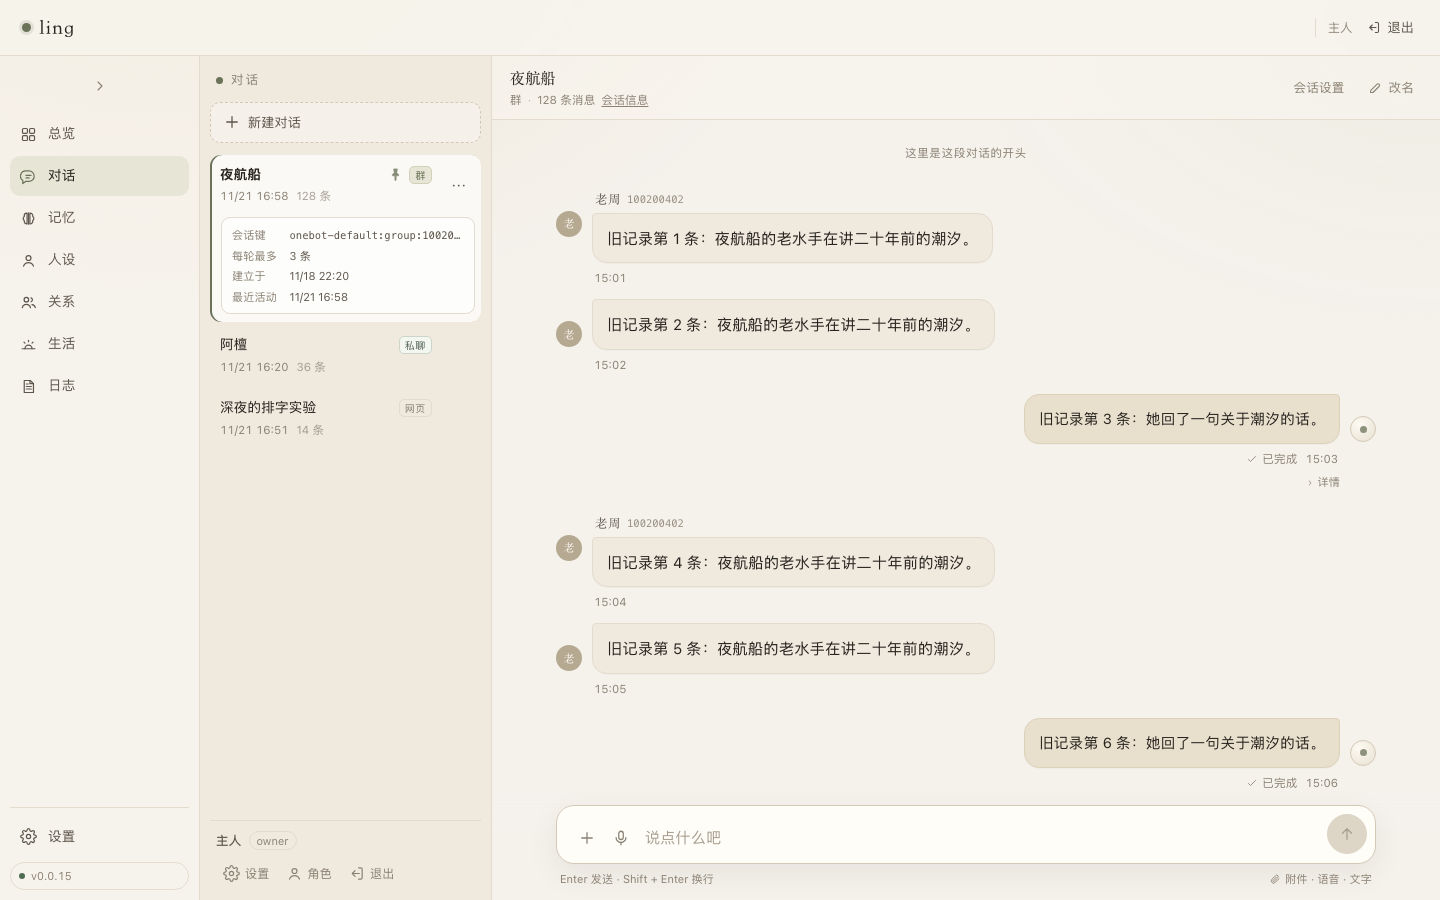 ling
主人
退出
总览
对话
记忆
人设
关系
生活
日志
设置
v0.0.15
对话
新建对话
夜航船
群
...
11/21 16:58 128 条
会话键 onebot-default:group:10020…
每轮最多 3 条
建立于 11/18 22:20
最近活动 11/21 16:58
阿檀
私聊
11/21 16:20 36 条
深夜的排字实验
网页
11/21 16:51 14 条
主人 owner
设置 角色 退出
夜航船
群 · 128 条消息 会话信息
会话设置 改名
这里是这段对话的开头
老周 100200402
老
旧记录第 1 条：夜航船的老水手在讲二十年前的潮汐。
15:01
老
旧记录第 2 条：夜航船的老水手在讲二十年前的潮汐。
15:02
旧记录第 3 条：她回了一句关于潮汐的话。
已完成 15:03
› 详情
老周 100200402
老
旧记录第 4 条：夜航船的老水手在讲二十年前的潮汐。
15:04
老
旧记录第 5 条：夜航船的老水手在讲二十年前的潮汐。
15:05
旧记录第 6 条：她回了一句关于潮汐的话。
已完成 15:06
说点什么吧
Enter 发送 · Shift + Enter 换行
附件 · 语音 · 文字